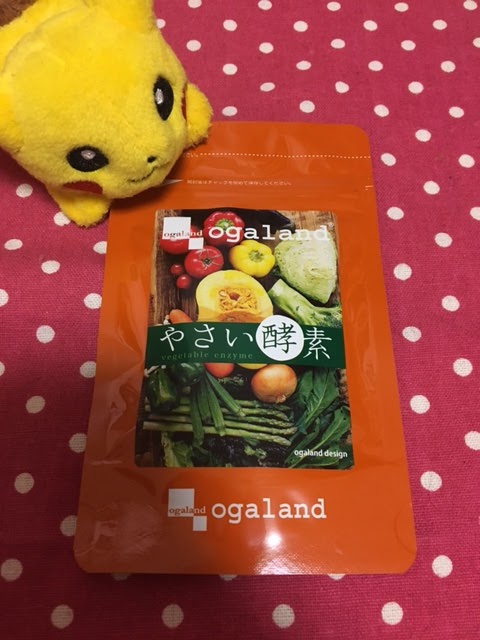 ogaland ogaland
やさい酵素
vegetable enzyme
ogaland design
ogaland ogaland